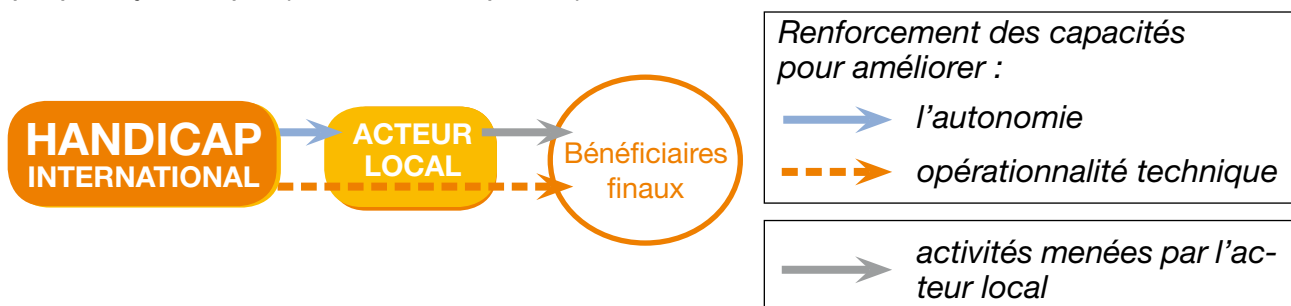 HANDICAP
INTERNATIONAL
ACTEUR
LOCAL
Bénéficiaires
finaux
Renforcement des capacités
pour améliorer :
l'autonomie
opérationnalité technique
activités menées par l'ac-
teur local